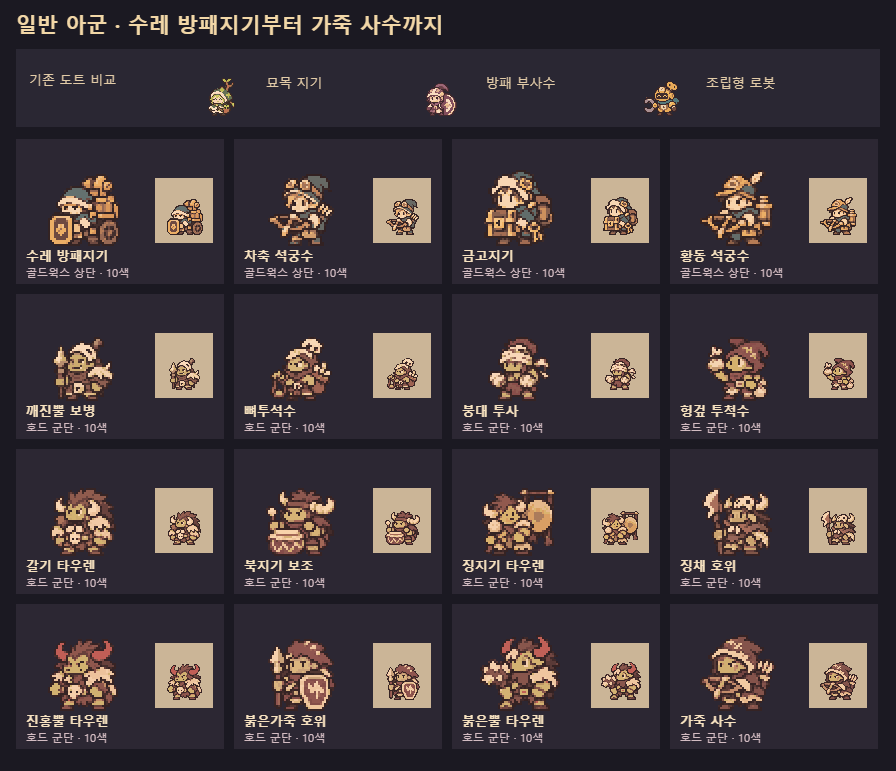 일반 아군 · 수레 방패지기부터 가죽 사수까지
기존 도트 비교
묘목 지기
방패 부사수
조립형 로봇
수레 방패지기
골드웍스 상단 · 10색
차축 석궁수
골드웍스 상단 · 10색
금고지기
골드웍스 상단 · 10색
황동 석궁수
골드웍스 상단 · 10색
깨진뿔 보병
호드 군단 · 10색
뼈투석수
호드 군단 · 10색
붕대 투사
호드 군단 · 10색
헝겊 투척수
호드 군단 · 10색
갈기 타우렌
호드 군단 · 10색
북지기 보조
호드 군단 · 10색
징지기 타우렌
호드 군단 · 10색
징채 호위
호드 군단 · 10색
진홍뿔 타우렌
호드 군단 · 10색
붉은가죽 호위
호드 군단 · 10색
붉은뿔 타우렌
호드 군단 · 10색
가죽 사수
호드 군단 · 10색